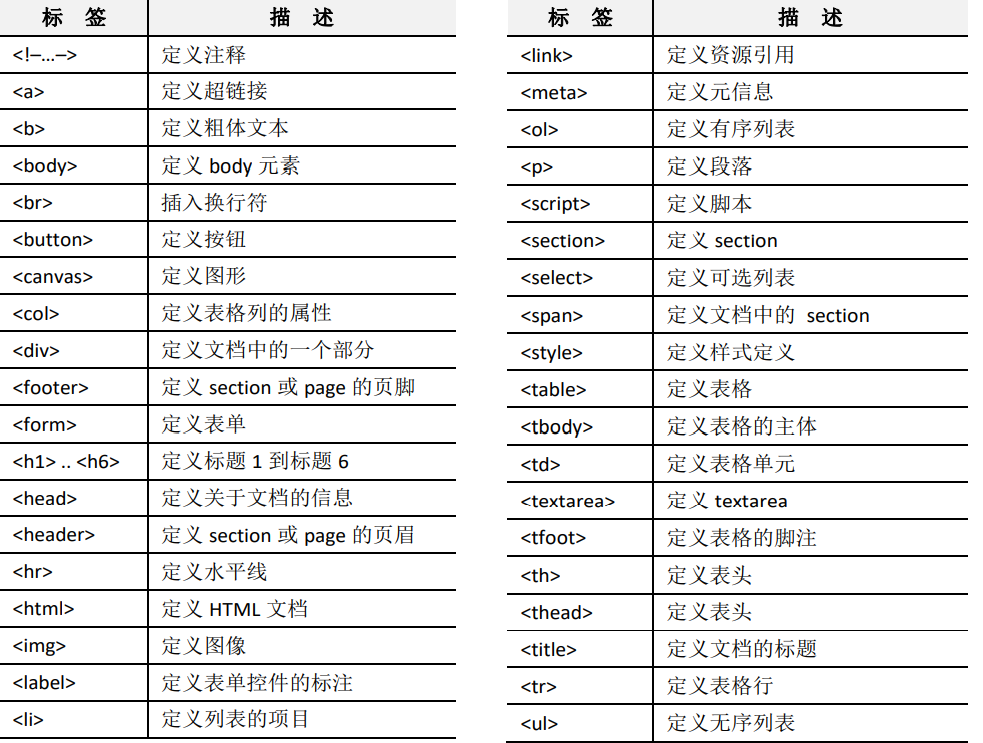 标 签 描 述
<!–...–> 定义注释
<a> 定义超链接
<b> 定义粗体文本
<body> 定义 body 元素
<br> 插入换行符
<button> 定义按钮
<canvas> 定义图形
<col> 定义表格列的属性
<div> 定义文档中的一个部分
<footer> 定义 section 或 page 的页脚
<form> 定义表单
<h1> .. <h6> 定义标题 1 到标题 6
<head> 定义关于文档的信息
<header> 定义 section 或 page 的页眉
<hr> 定义水平线
<html> 定义 HTML 文档
<img> 定义图像
<label> 定义表单控件的标注
<li> 定义列表的项目
标 签 描 述
<link> 定义资源引用
<meta> 定义元信息
<ol> 定义有序列表
<p> 定义段落
<script> 定义脚本
<section> 定义 section
<select> 定义可选列表
<span> 定义文档中的 section
<style> 定义样式定义
<table> 定义表格
<tbody> 定义表格的主体
<td> 定义表格单元
<textarea> 定义 textarea
<tfoot> 定义表格的脚注
<th> 定义表头
<thead> 定义表头
<title> 定义文档的标题
<tr> 定义表格行
<ul> 定义无序列表